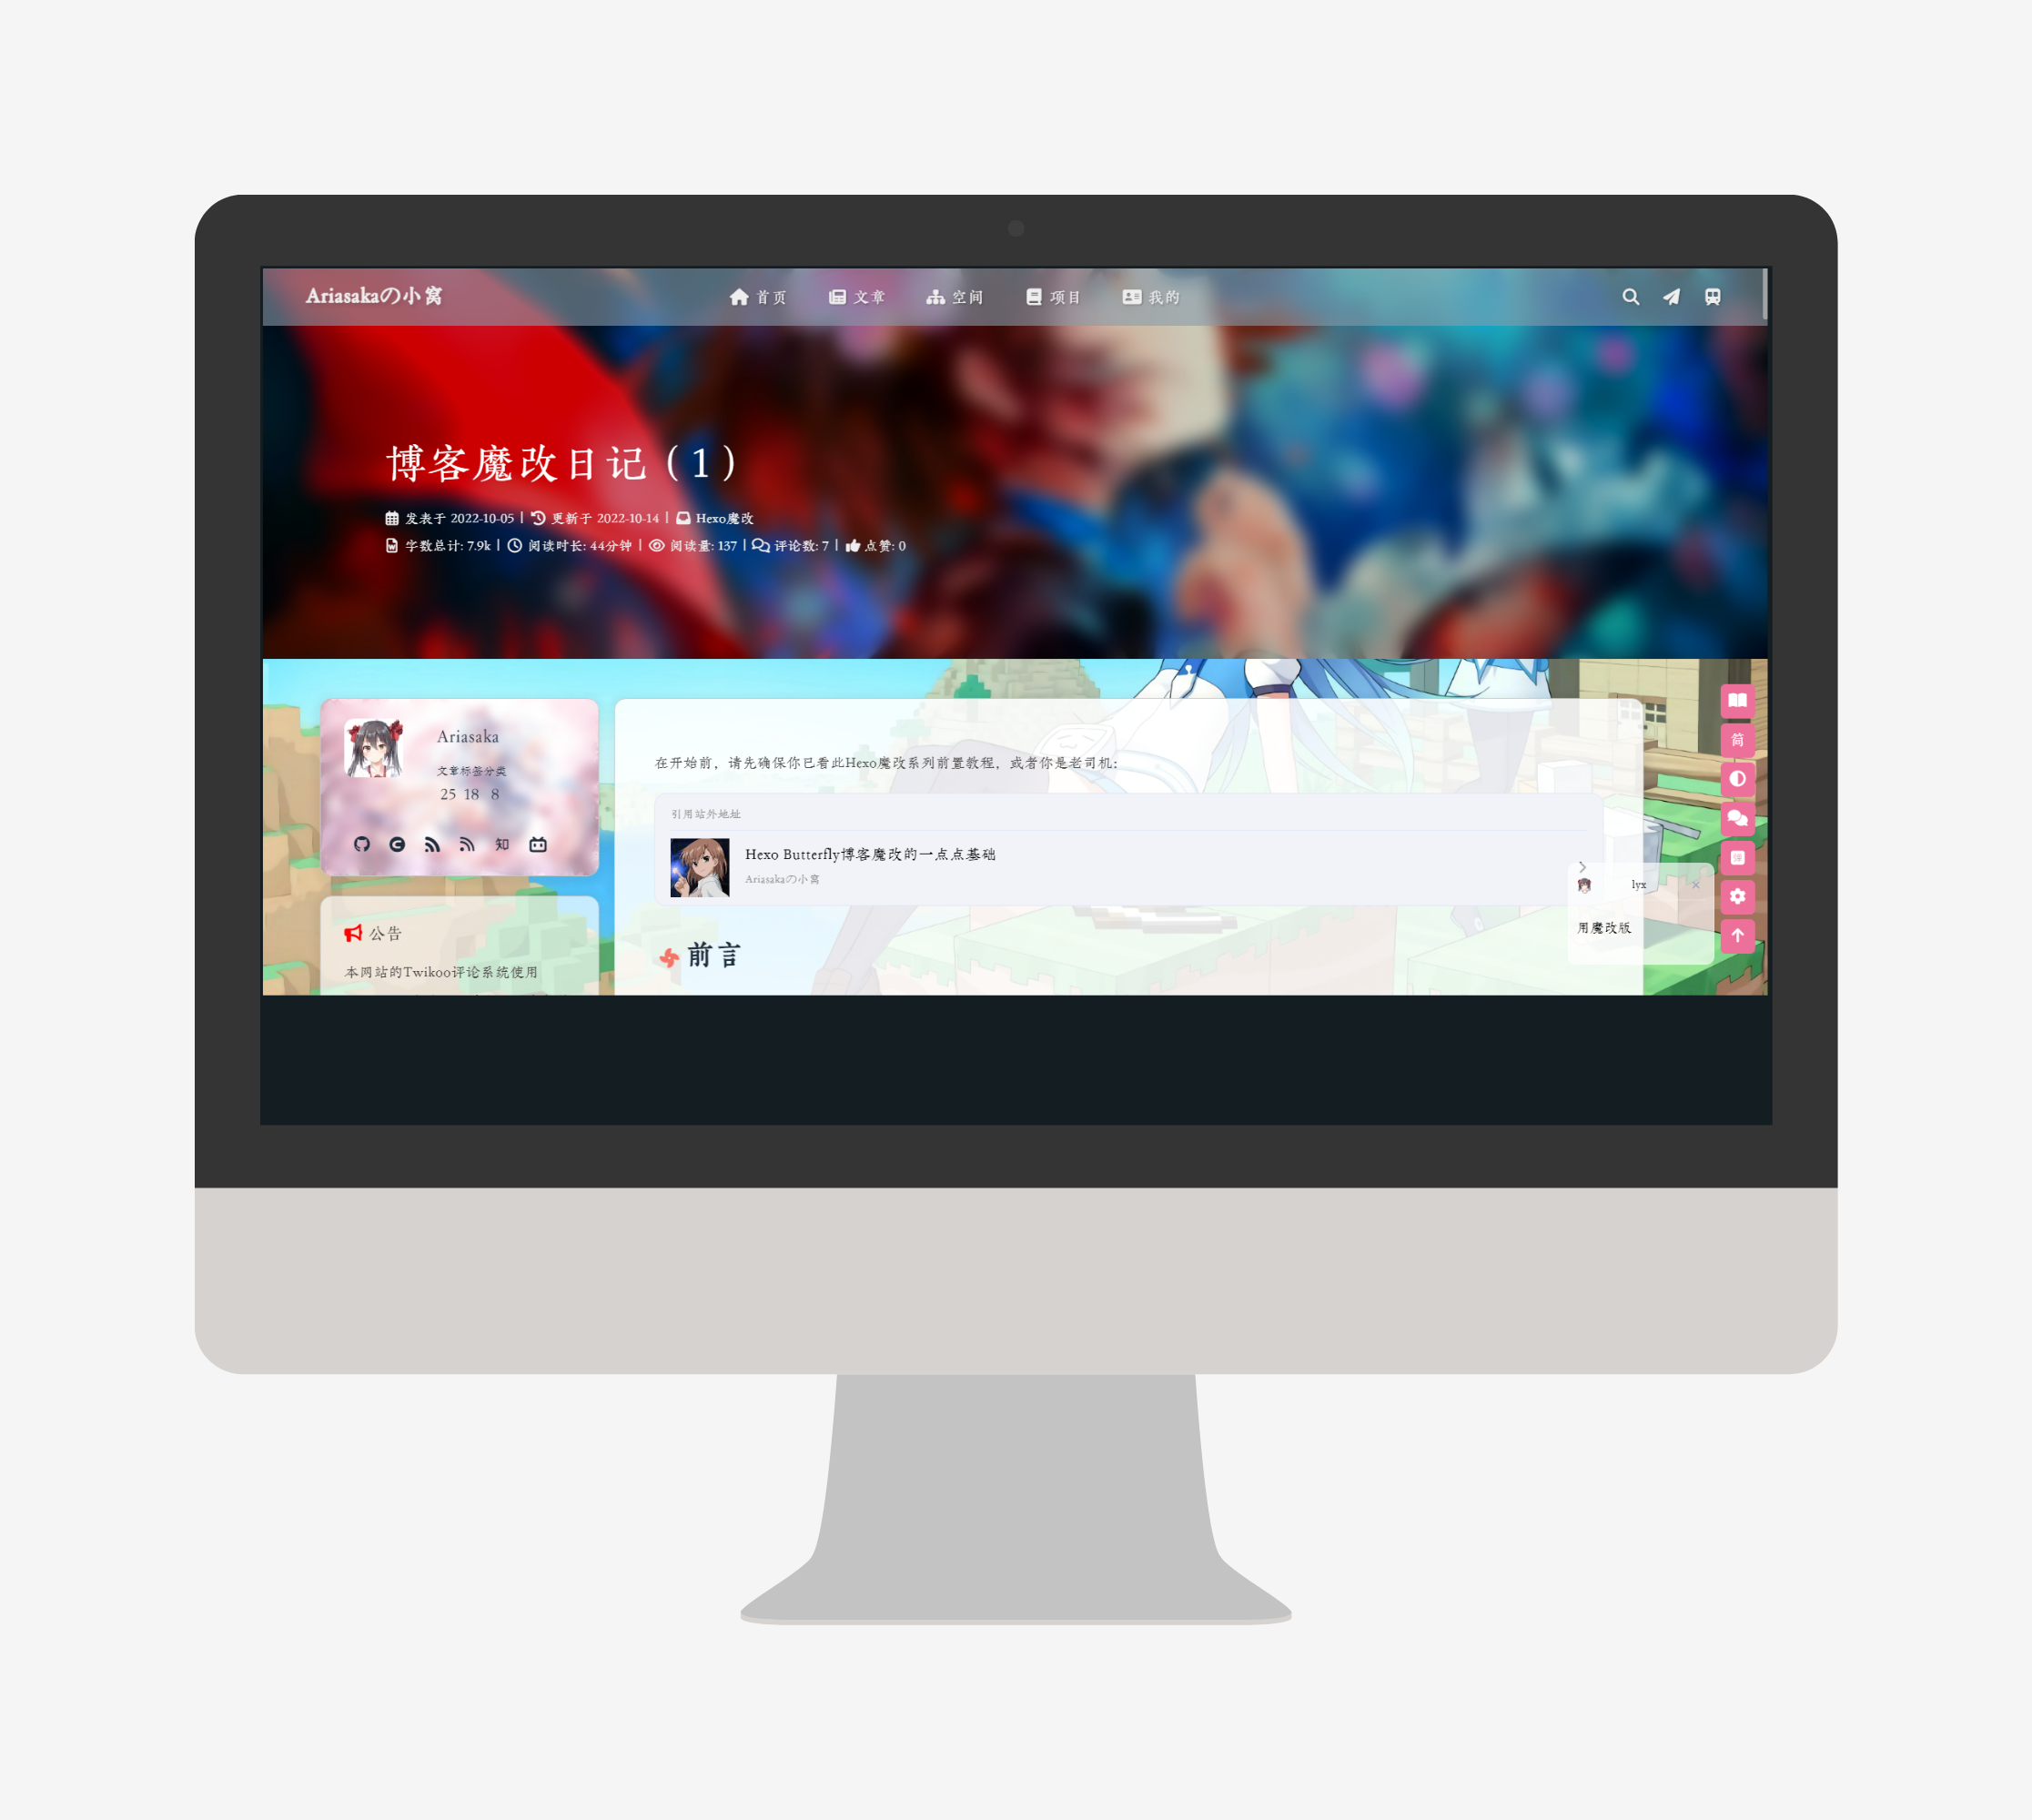 Ariasakaの小窝
首页 文章 空间 项目 我的
博客魔改日记（1）
发表于 2022-10-05 | 更新于 2022-10-14 | Hexo魔改
字数总计: 7.9k | 阅读时长: 44分钟 | 阅读量: 137 | 评论数: 7 | 点赞: 0
Ariasaka
文章标签分类
25 18 8
知
公告
本网站的Twikoo评论系统使用
在开始前，请先确保你已看此Hexo魔改系列前置教程，或者你是老司机：
引用站外地址
Hexo Butterfly博客魔改的一点点基础
Ariasakaの小窝
前言
简
lyx ×
用魔改版